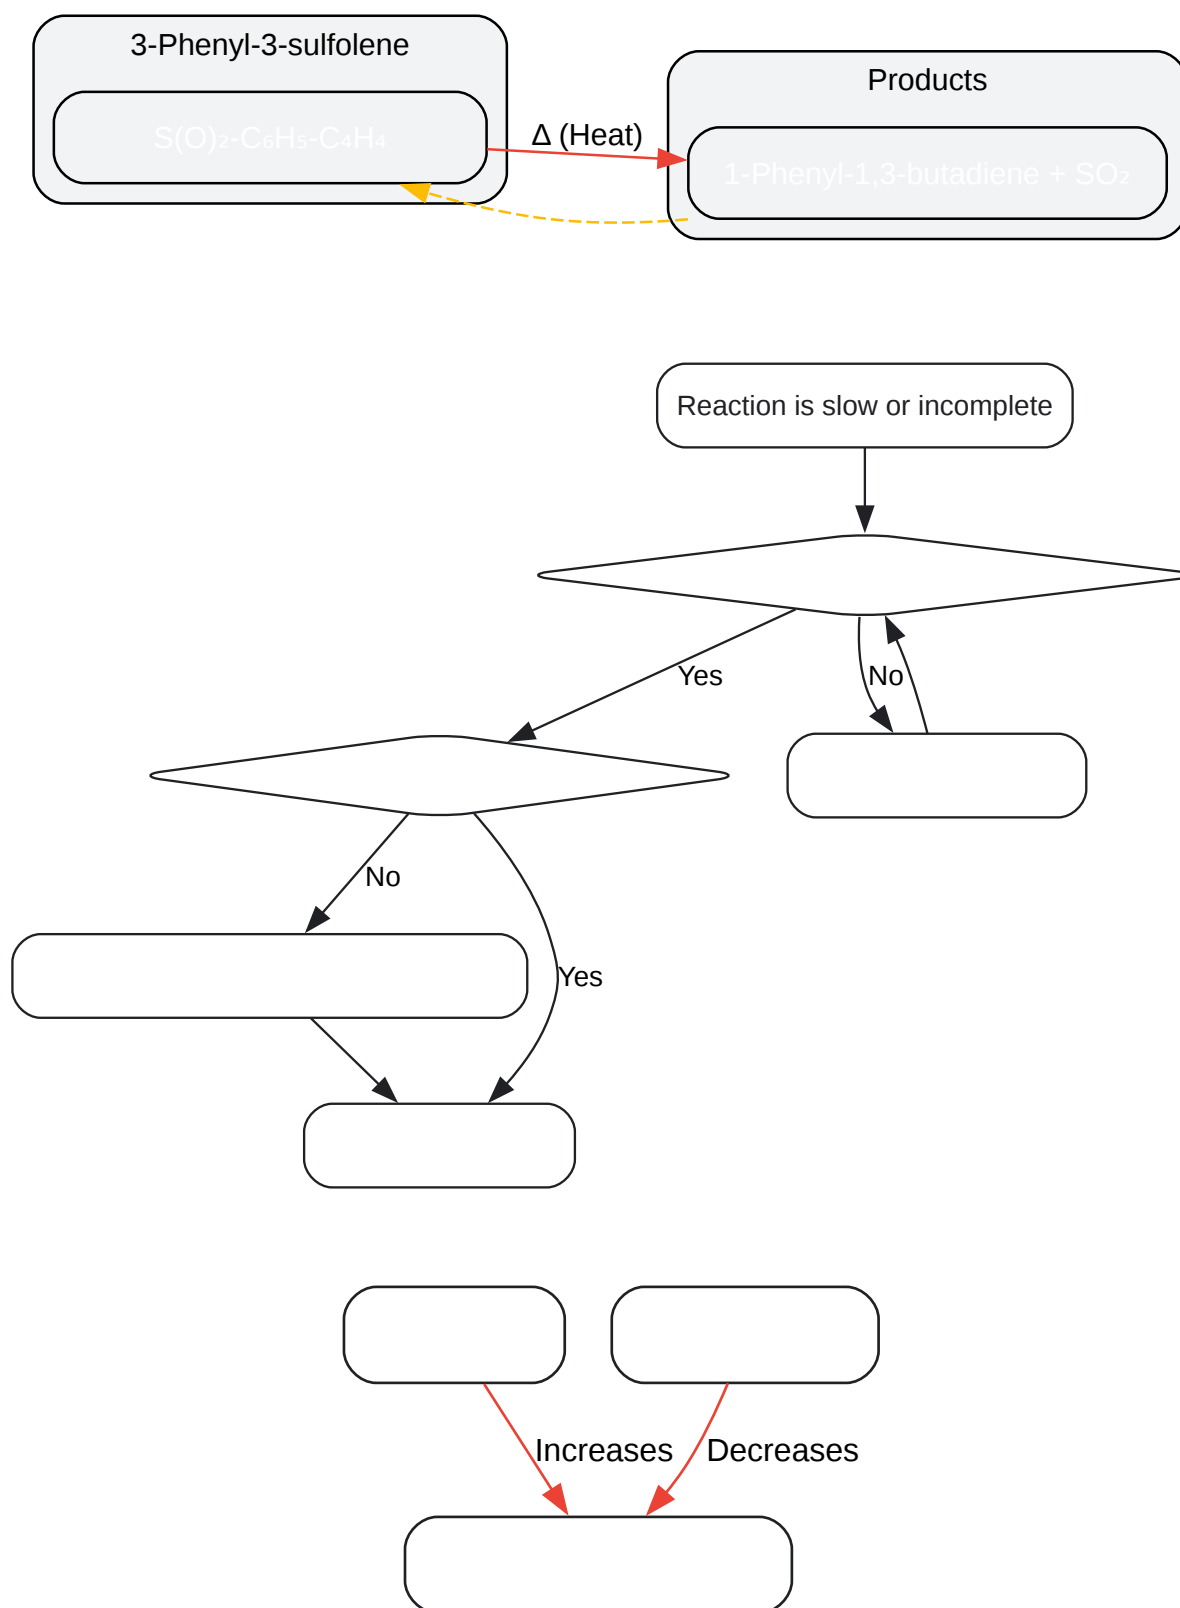 3-Phenyl-3-sulfolene
Products
S(O)₂-C₆H₅-C₄H₄
Δ (Heat)
1-Phenyl-1,3-butadiene + SO₂
Reaction is slow or incomplete
Yes
No
No
Yes
Increases
Decreases